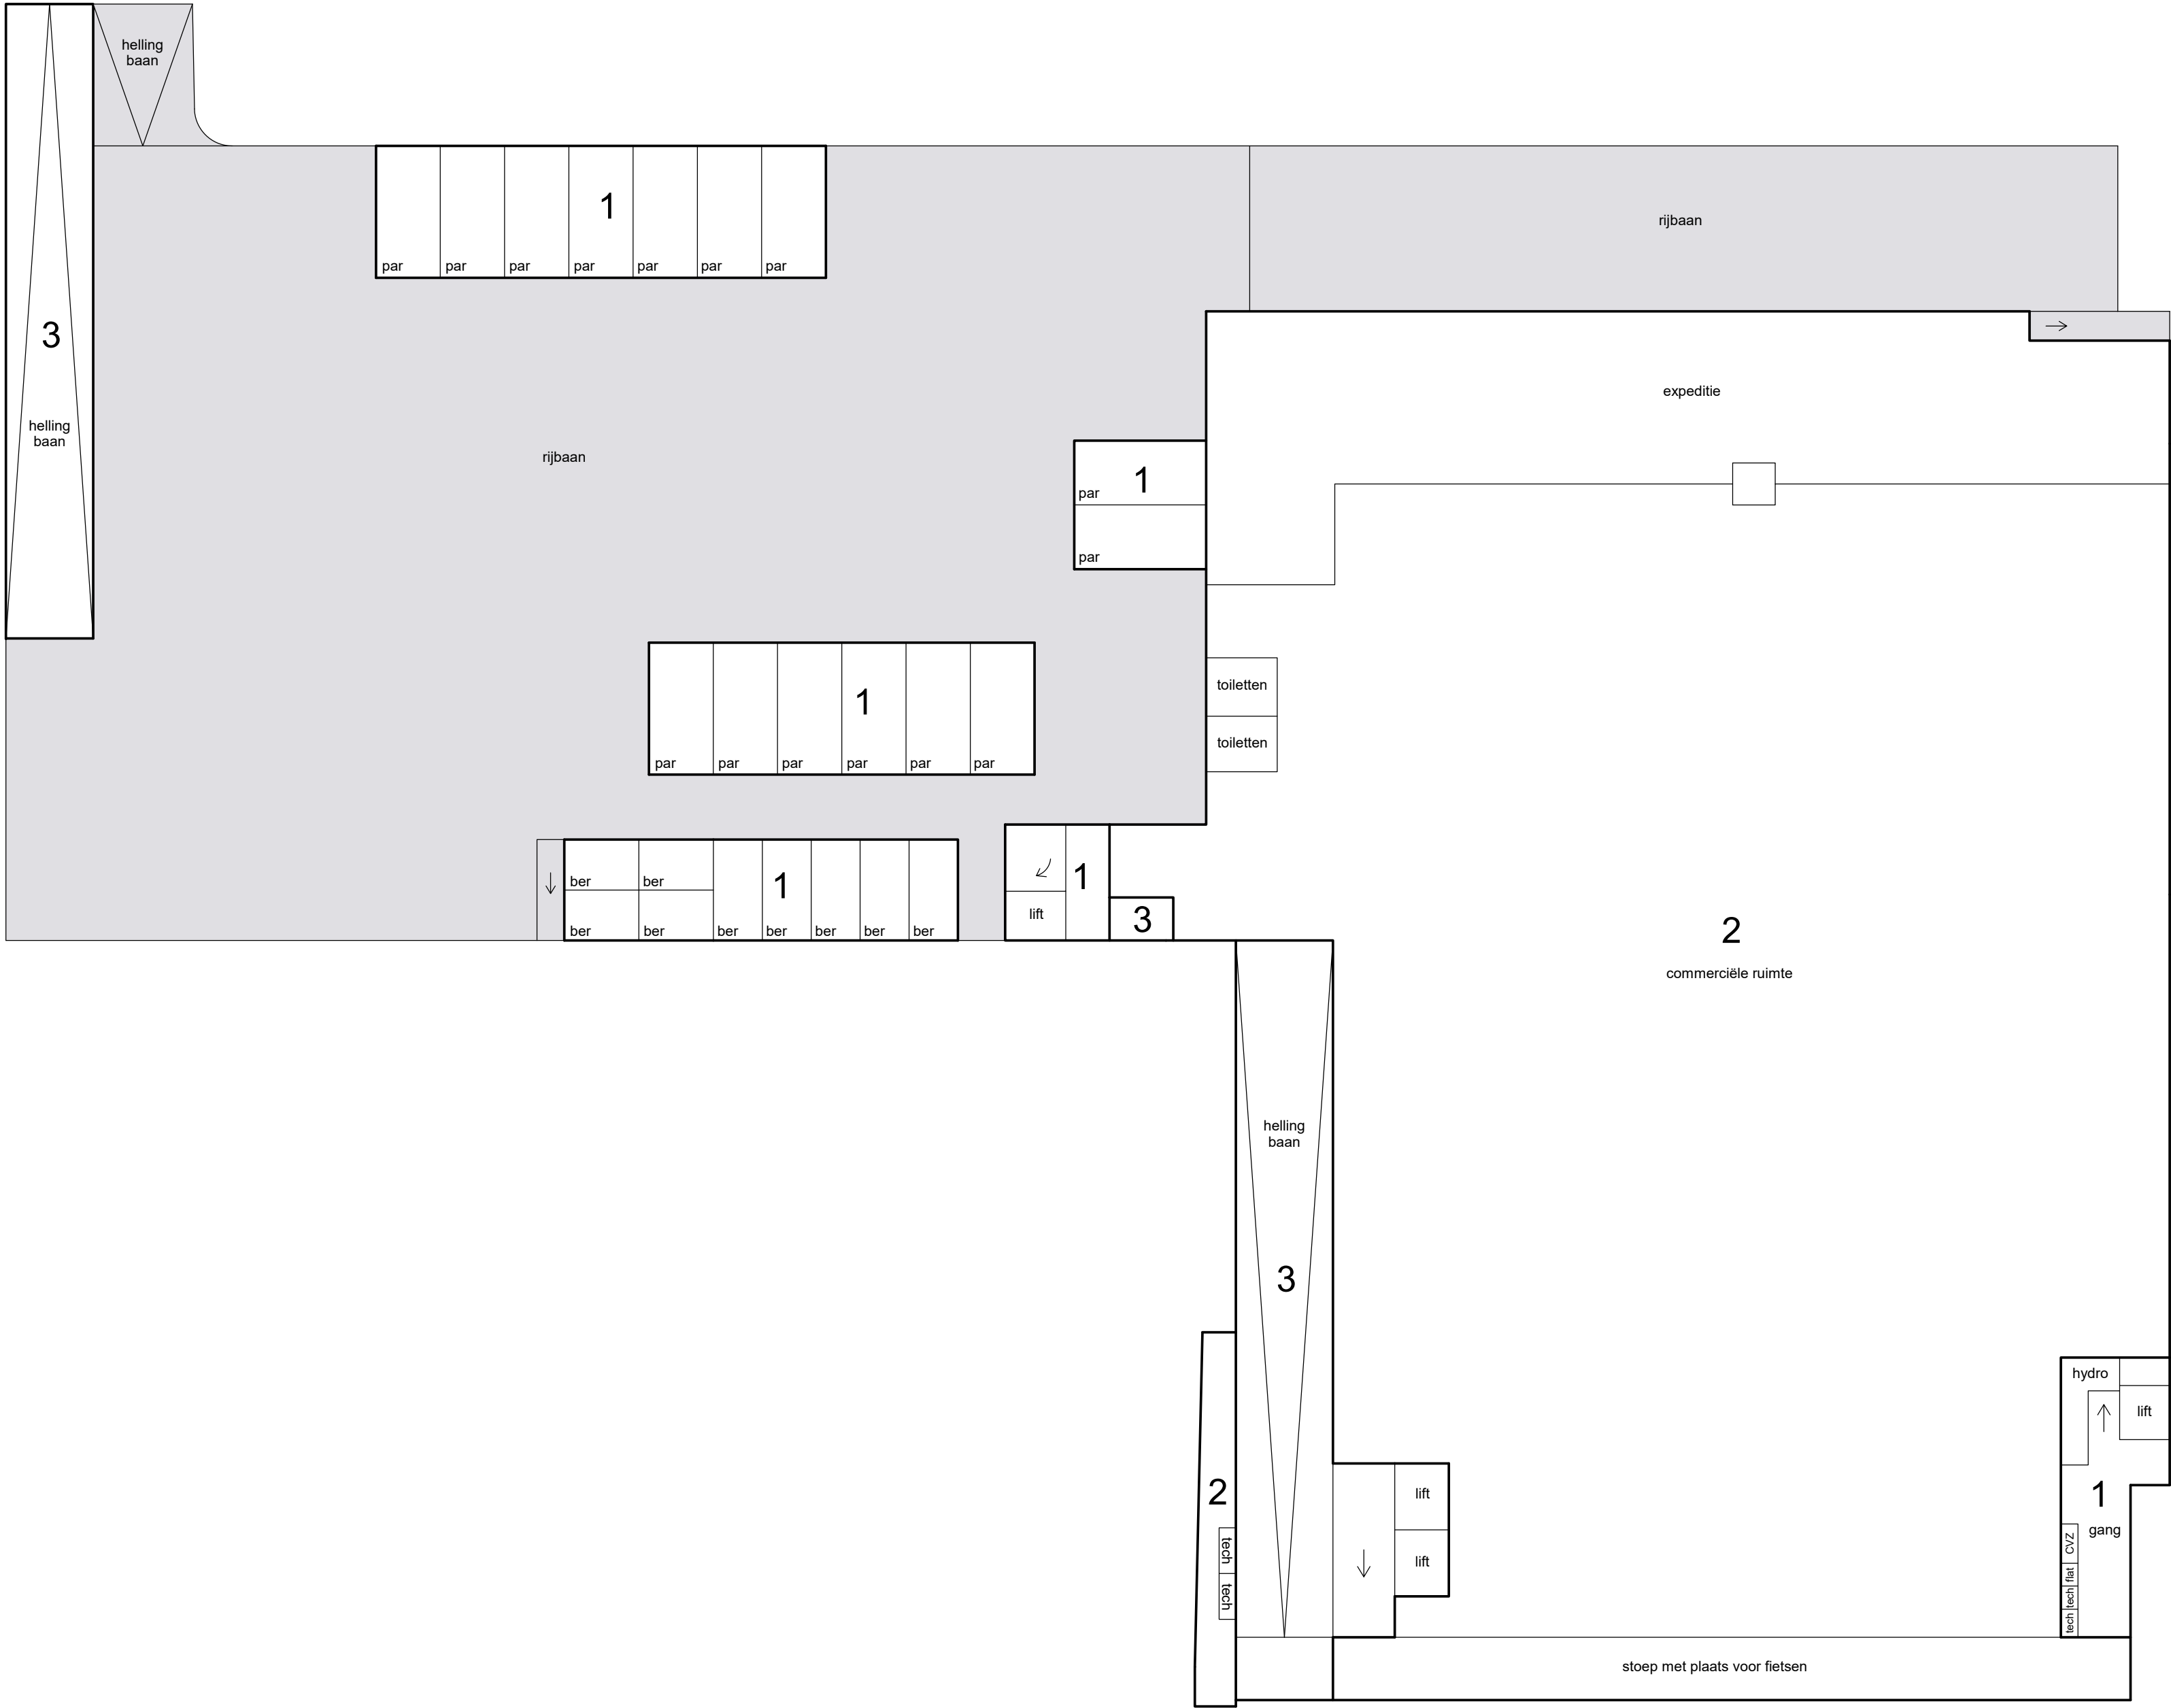 helling
baan
1
par par par par par par par
rijbaan
3
expeditie
helling
baan
rijbaan
1
par
par
toiletten
1
toiletten
par par par par par par
1
1
ber ber
lift
3
ber ber ber ber ber ber ber
2
commerciële ruimte
helling
baan
3
hydro
lift
2
lift
1
gang
tech
CVZ
lift
flat
tech
tech
tech
stoep met plaats voor fietsen